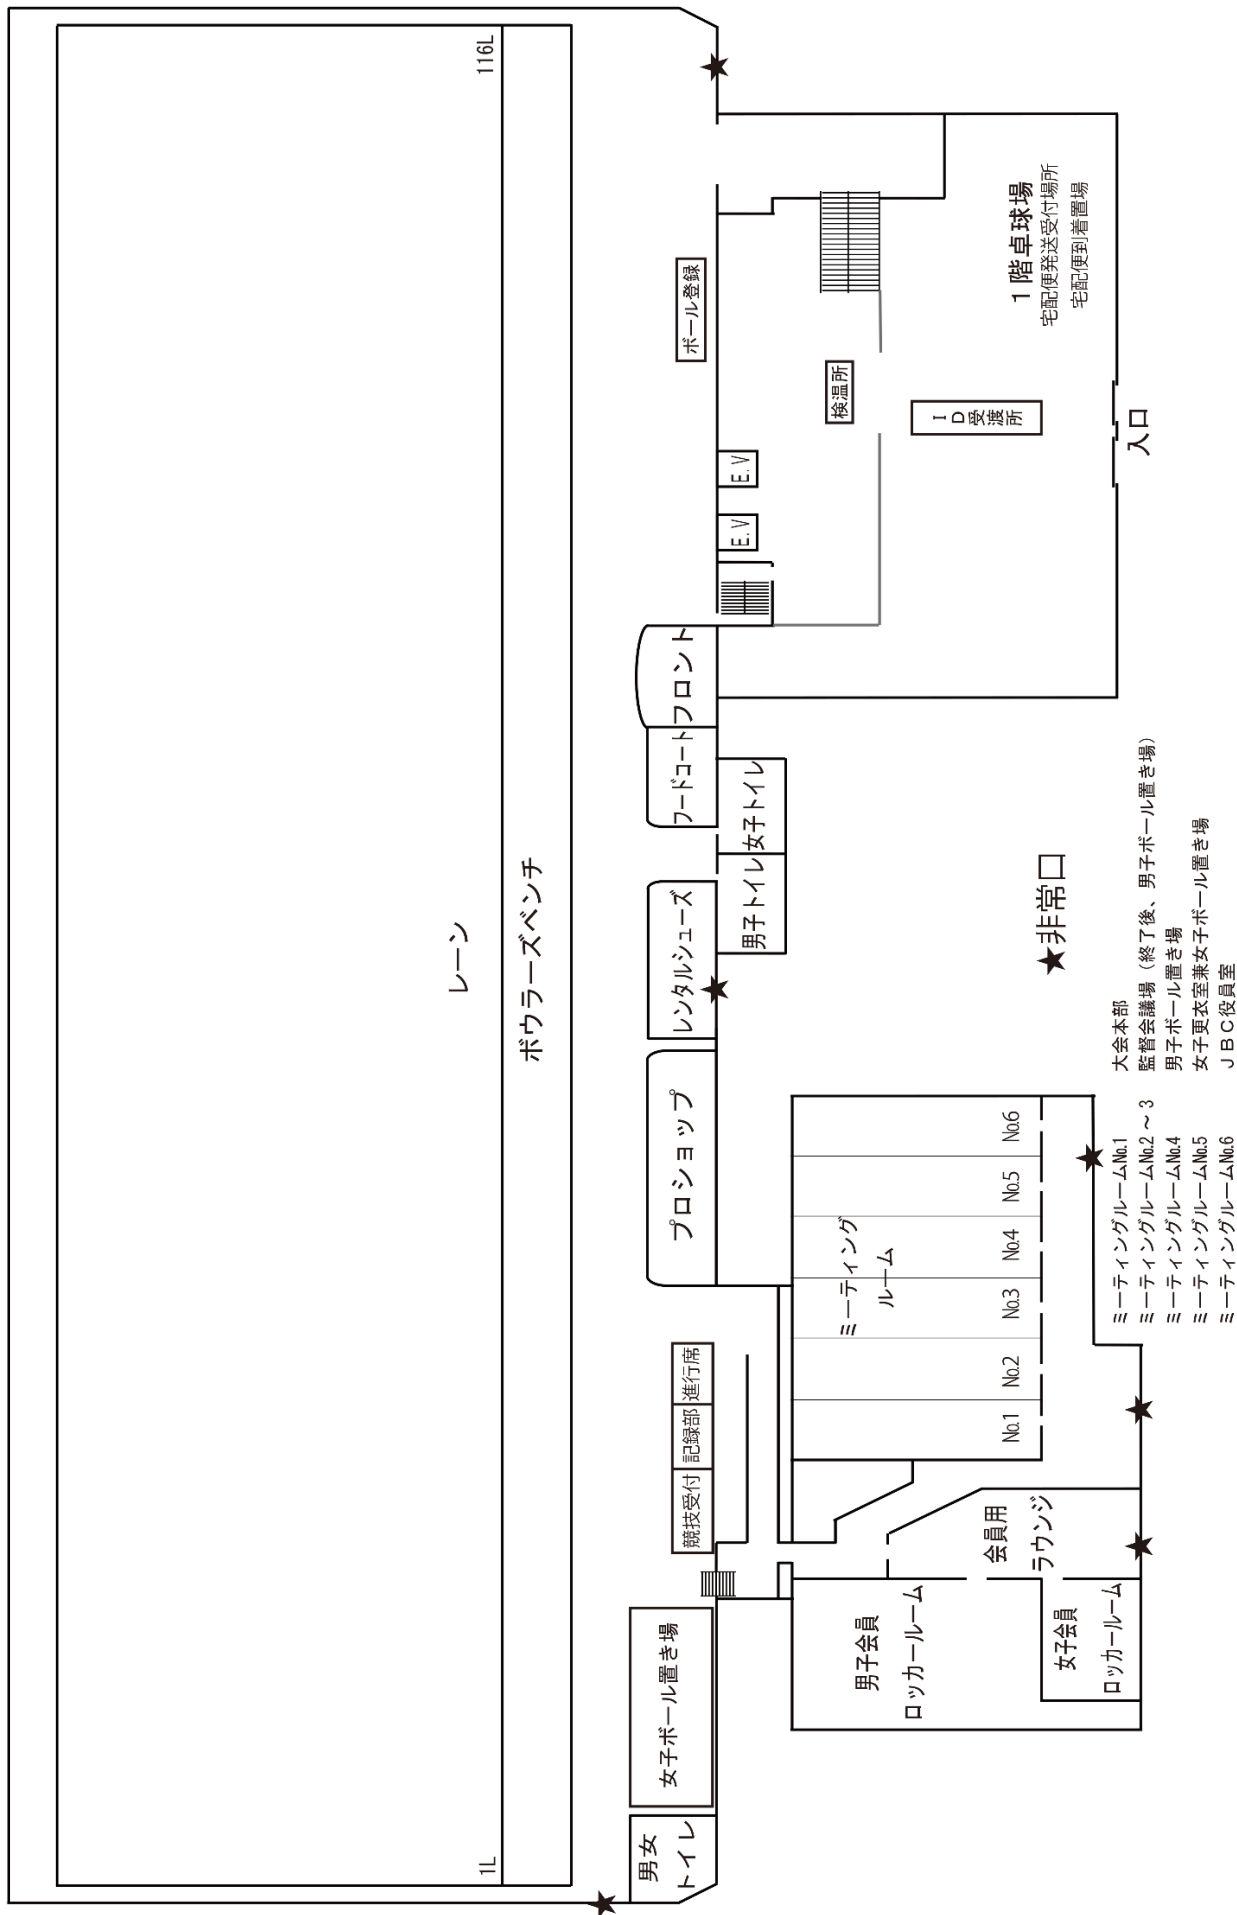 レーン
1L
116L
ボウラーズベンチ
男女
トイレ
女子ボール置き場
競技受付
記録部
進行席
プロショップ
レンタルシューズ
フードコート
フロント
ボール登録
男子トイレ
女子トイレ
E.V
E.V
検温所
ＩＤ受渡所
1階卓球場
宅配便発送受付場所
宅配便到着置場
入口
男子会員
ロッカールーム
女子会員
ロッカールーム
会員用
ラウンジ
ミーティング
ルーム
No.1
No.2
No.3
No.4
No.5
No.6
★非常口
ミーティングルームNo.1　大会本部
ミーティングルームNo.2～3　監督会議場（終了後、男子ボール置き場）
ミーティングルームNo.4　男子ボール置き場
ミーティングルームNo.5　女子更衣室兼女子ボール置き場
ミーティングルームNo.6　ＪＢＣ役員室